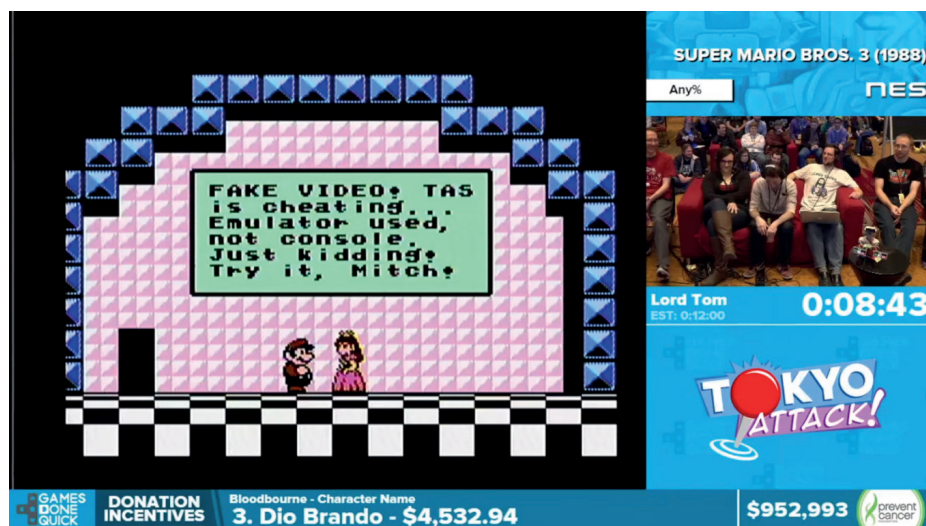 SUPER MARIO BROS. 3 (1988)
Any%
NES
FAKE VIDEO! TAS
is cheating...
Emulator used,
not console.
Just kidding!
Try it, Mitch!
Lord Tom
EST: 0:12:00
0:08:43
TOKYO
ATTACK!
GAMES
DONE
QUICK
DONATION
INCENTIVES
Bloodbourne - Character Name
3. Dio Brando - $4,532.94
$952,993
prevent
cancer